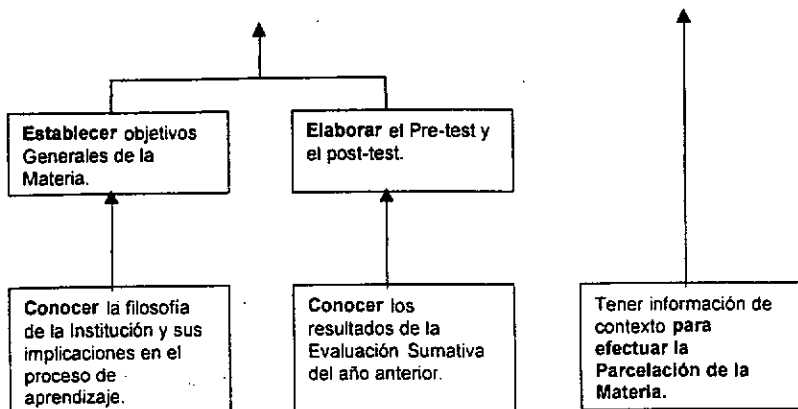 Establecer objetivos
Generales de la
Materia.
Elaborar el Pre-test y
el post-test.
Conocer la filosofía
de la Institución y sus
implicaciones en el
proceso de
aprendizaje.
Conocer los
resultados de la
Evaluación Sumativa
del año anterior.
Tener información de
contexto para
efectuar la
Parcelación de la
Materia.